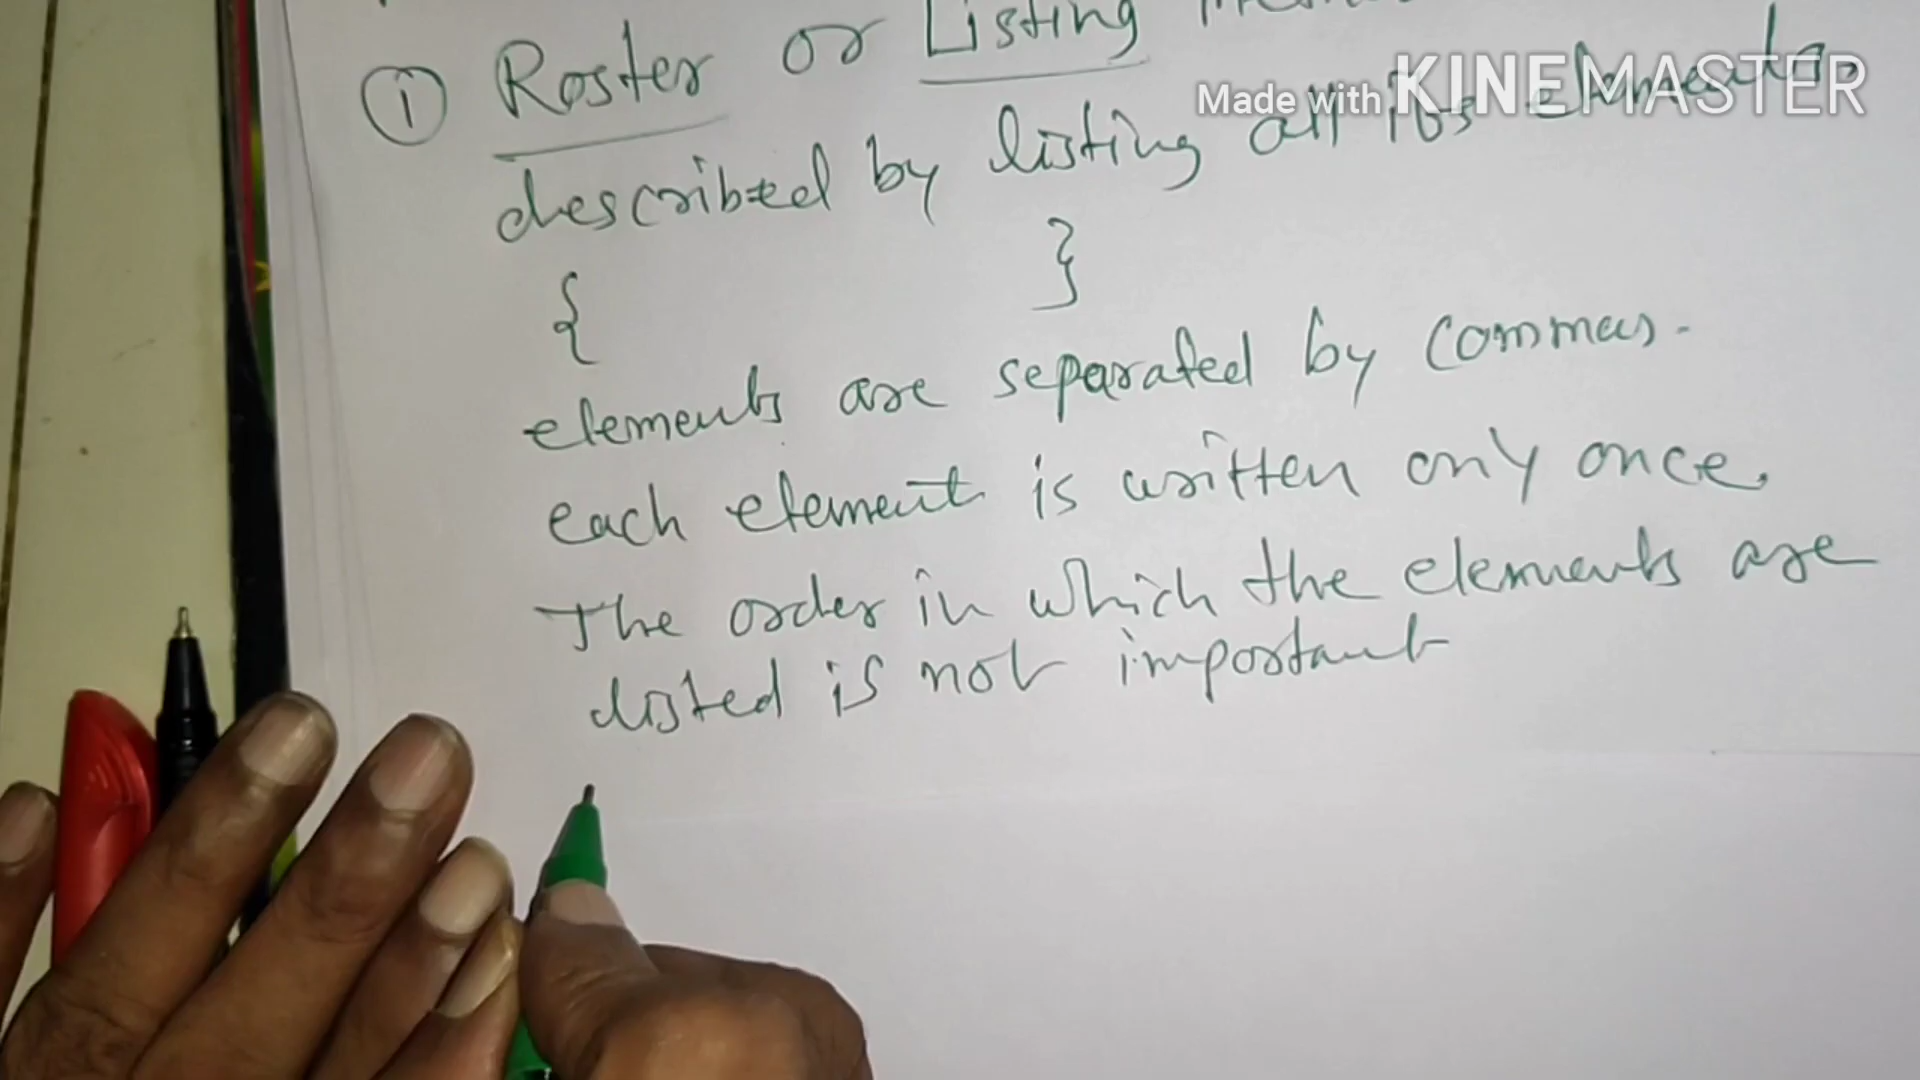 i Roster or Listing
Made with KINEMASTER
described by listing all its elements,
{ }
elements are separated by commas.
each element is written only once.
The order in which the elements are
listed is not important